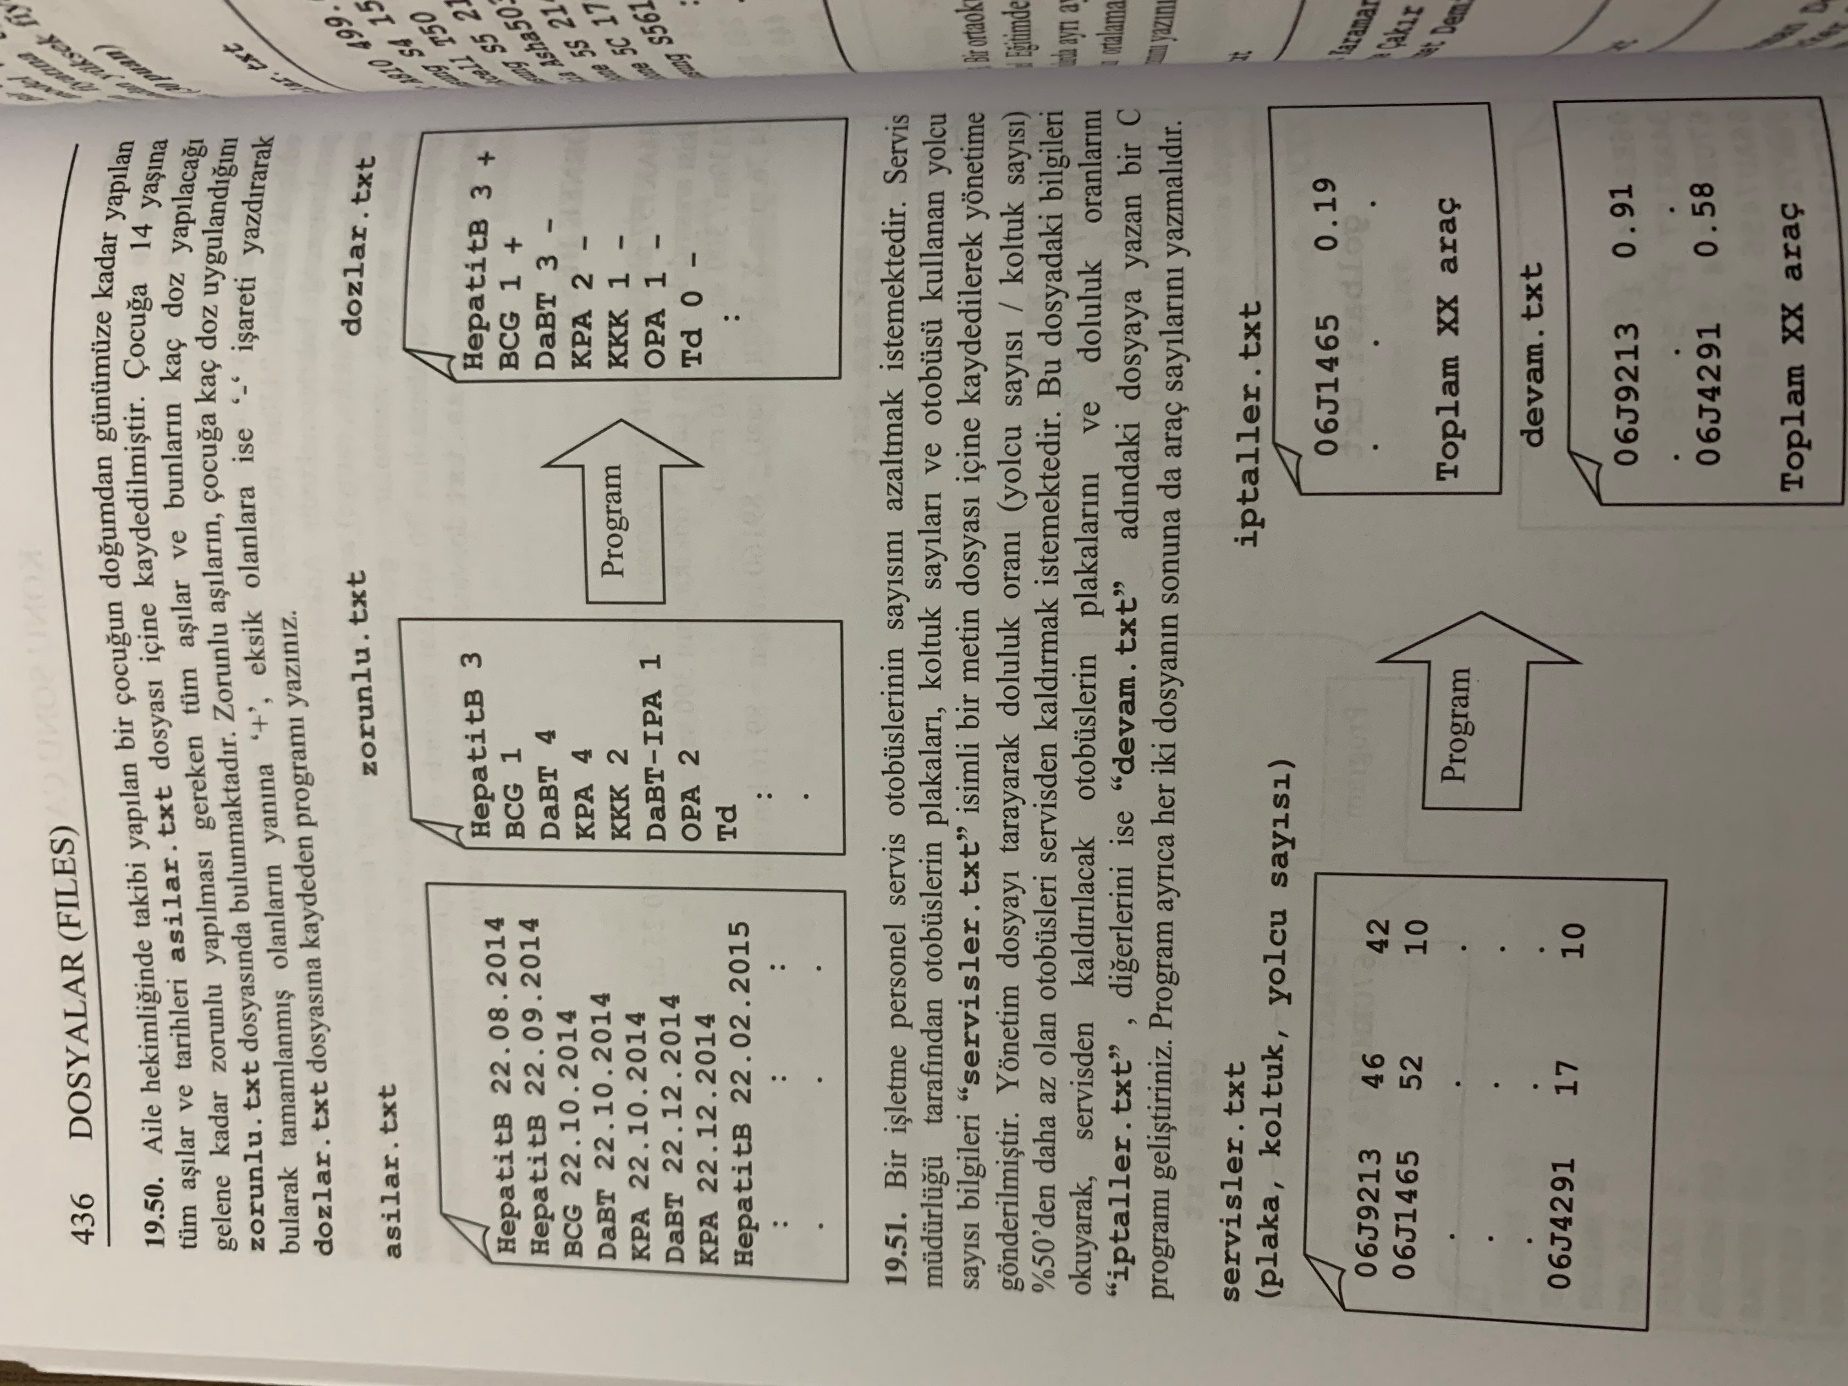 436 DOSYALAR (FILES)
19.50. Aile hekimliğinde takibi yapılan bir çocuğun doğumdan günümüze kadar yapılan
tüm aşılar ve tarihleri asilar.txt dosyası içine kaydedilmiştir. Çocuğa 14 yaşına
gelene kadar zorunlu yapılması gereken tüm aşılar ve bunların kaç doz yapılacağı
zorunlu.txt dosyasında bulunmaktadır. Zorunlu aşıların, çocuğa kaç doz uygulandığını
bularak tamamlanmış olanların yanına ‘+’, eksik olanlara ise ‘-‘ işareti yazdırarak
dozlar.txt dosyasına kaydeden programı yazınız.
asilar.txt
HepatitB 22.08.2014
HepatitB 22.09.2014
BCG 22.10.2014
DaBT 22.10.2014
KPA 22.10.2014
DaBT 22.12.2014
KPA 22.12.2014
HepatitB 22.02.2015
: : :
. . .
zorunlu.txt
HepatitB 3
BCG 1
DaBT 4
KPA 4
KKK 2
DaBT-IPA 1
OPA 2
Td
:
.
Program
dozlar.txt
HepatitB 3 +
BCG 1 +
DaBT 3 -
KPA 2 -
KKK 1 -
OPA 1 -
Td 0 -
:
19.51. Bir işletme personel servis otobüslerinin sayısını azaltmak istemektedir. Servis
müdürlüğü tarafından otobüslerin plakaları, koltuk sayıları ve otobüsü kullanan yolcu
sayısı bilgileri “servisler.txt” isimli bir metin dosyası içine kaydedilerek yönetime
gönderilmiştir. Yönetim dosyayı tarayarak doluluk oranı (yolcu sayısı / koltuk sayısı)
%50’den daha az olan otobüsleri servisden kaldırmak istemektedir. Bu dosyadaki bilgileri
okuyarak, servisden kaldırılacak otobüslerin plakalarını ve doluluk oranlarını
“iptaller.txt” , diğerlerini ise “devam.txt” adındaki dosyaya yazan bir C
programı geliştiriniz. Program ayrıca her iki dosyanın sonuna da araç sayılarını yazmalıdır.
servisler.txt
(plaka, koltuk, yolcu sayısı)
06J9213 46 42
06J1465 52 10
. . .
. . .
. . .
06J4291 17 10
Program
iptaller.txt
06J1465 0.19
. . .
Toplam XX araç
devam.txt
06J9213 0.91
. . .
06J4291 0.58
Toplam XX araç